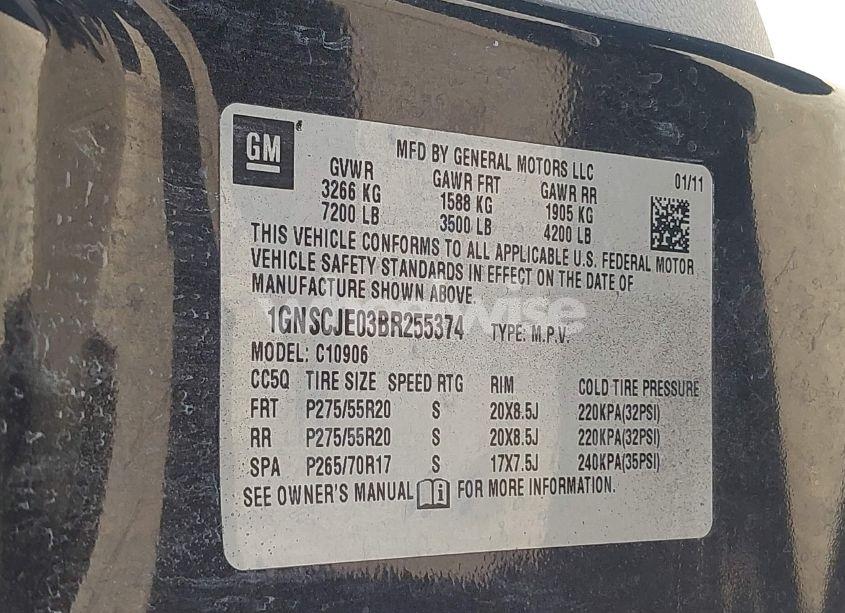 GM
MFD BY GENERAL MOTORS LLC
01/11
GVWR GAWR FRT GAWR RR
3266 KG 1588 KG 1905 KG
7200 LB 3500 LB 4200 LB
THIS VEHICLE CONFORMS TO ALL APPLICABLE U.S. FEDERAL MOTOR
VEHICLE SAFETY STANDARDS IN EFFECT ON THE DATE OF
MANUFACTURE SHOWN ABOVE.
1GNSCJE03BR255374 TYPE: M.P.V.
MODEL: C10906
CC5Q TIRE SIZE SPEED RTG RIM COLD TIRE PRESSURE
FRT P275/55R20 S 20X8.5J 220KPA(32PSI)
RR P275/55R20 S 20X8.5J 220KPA(32PSI)
SPA P265/70R17 S 17X7.5J 240KPA(35PSI)
SEE OWNER'S MANUAL FOR MORE INFORMATION.